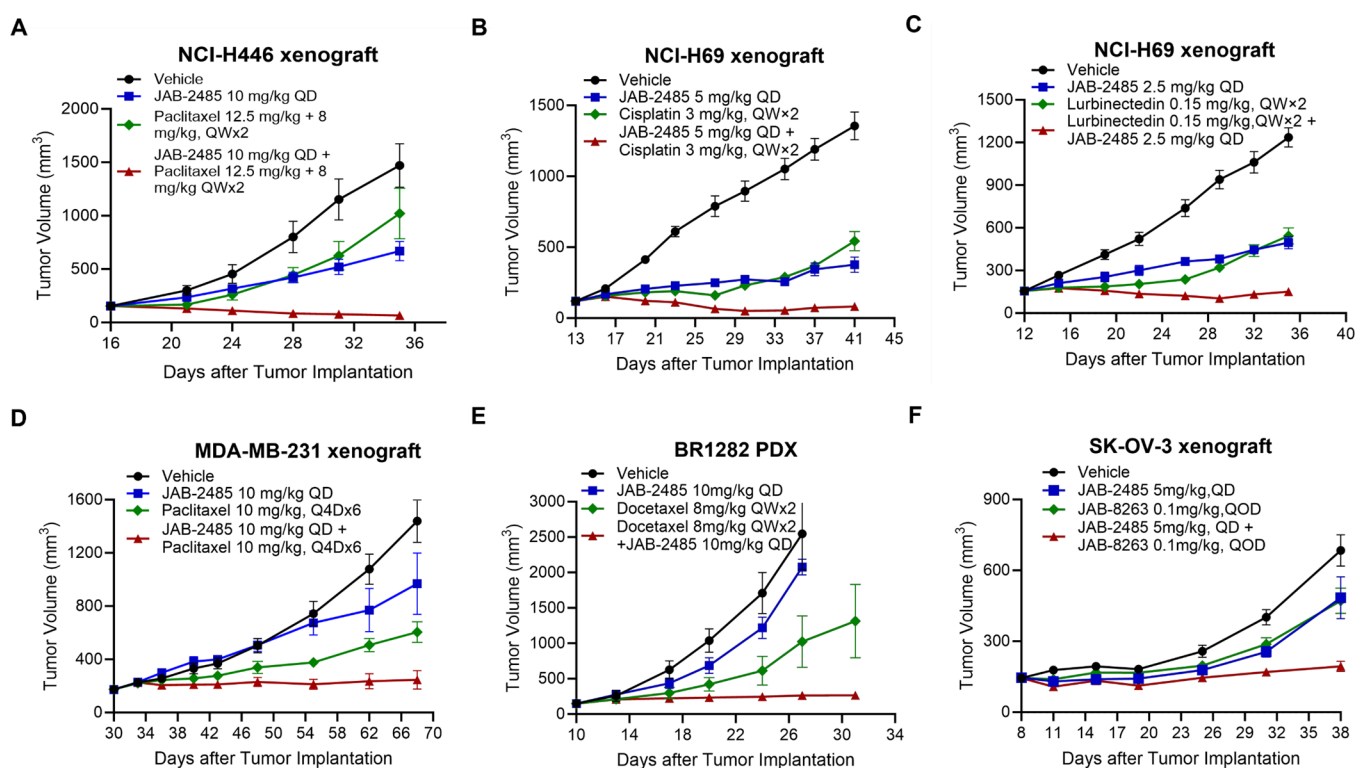 A
NCI-H446 xenograft
Vehicle
JAB-2485 10 mg/kg QD
Paclitaxel 12.5 mg/kg + 8
mg/kg, QWx2
JAB-2485 10 mg/kg QD +
Paclitaxel 12.5 mg/kg + 8
mg/kg QWx2
Tumor Volume (mm³)
2000
1500
1000
500
0
16 20 24 28 32 36
Days after Tumor Implantation
B
NCI-H69 xenograft
Vehicle
JAB-2485 5 mg/kg QD
Cisplatin 3 mg/kg, QW×2
JAB-2485 5 mg/kg QD +
Cisplatin 3 mg/kg, QW×2
Tumor Volume (mm³)
1500
1000
500
0
13 17 21 25 29 33 37 41 45
Days after Tumor Implantation
C
NCI-H69 xenograft
Vehicle
JAB-2485 2.5 mg/kg QD
Lurbinectedin 0.15 mg/kg, QW×2
Lurbinectedin 0.15 mg/kg,QW×2 +
JAB-2485 2.5 mg/kg QD
Tumor Volume (mm³)
1500
1200
900
600
300
0
12 16 20 24 28 32 36 40
Days after Tumor Implantation
D
MDA-MB-231 xenograft
Vehicle
JAB-2485 10 mg/kg QD
Paclitaxel 10 mg/kg, Q4Dx6
JAB-2485 10 mg/kg QD +
Paclitaxel 10 mg/kg, Q4Dx6
Tumor Volume (mm³)
1600
1200
800
400
0
30 34 38 42 46 50 54 58 62 66 70
Days after Tumor Implantation
E
BR1282 PDX
Vehicle
JAB-2485 10mg/kg QD
Docetaxel 8mg/kg QWx2
Docetaxel 8mg/kg QWx2
+JAB-2485 10mg/kg QD
Tumor Volume (mm³)
3000
2500
2000
1500
1000
500
0
10 14 18 22 26 30 34
Days after Tumor Implantation
F
SK-OV-3 xenograft
Vehicle
JAB-2485 5mg/kg,QD
JAB-8263 0.1mg/kg,QOD
JAB-2485 5mg/kg, QD +
JAB-8263 0.1mg/kg, QOD
Tumor Volume (mm³)
900
600
300
0
8 11 14 17 20 23 26 29 32 35 38
Days after Tumor Implantation